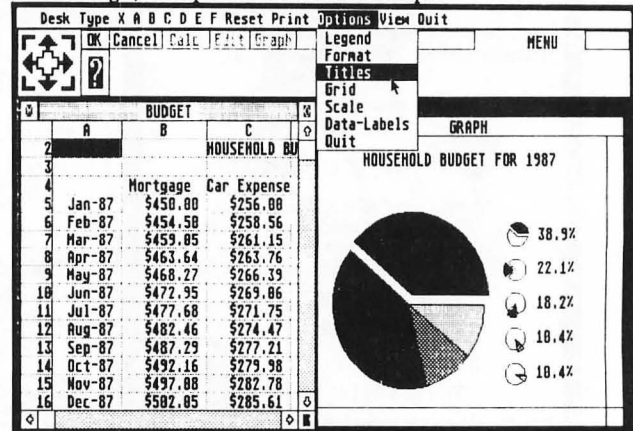 Desk Type X A B C D E F Reset Print Options View Quit
OK Cancel Calc Edit Graph
MENU
?
Legend
Format
Titles
Grid
Scale
Data-Labels
Quit
BUDGET
A B C
2 HOUSEHOLD BU
3
4 Mortgage Car Expense
5 Jan-87 $450.00 $256.00
6 Feb-87 $454.50 $258.56
7 Mar-87 $459.05 $261.15
8 Apr-87 $463.64 $263.76
9 May-87 $468.27 $266.39
10 Jun-87 $472.95 $269.06
11 Jul-87 $477.68 $271.75
12 Aug-87 $482.46 $274.47
13 Sep-87 $487.29 $277.21
14 Oct-87 $492.16 $279.98
15 Nov-87 $497.08 $282.78
16 Dec-87 $502.05 $285.61
GRAPH
HOUSEHOLD BUDGET FOR 1987
38.9%
22.1%
18.2%
10.4%
10.4%